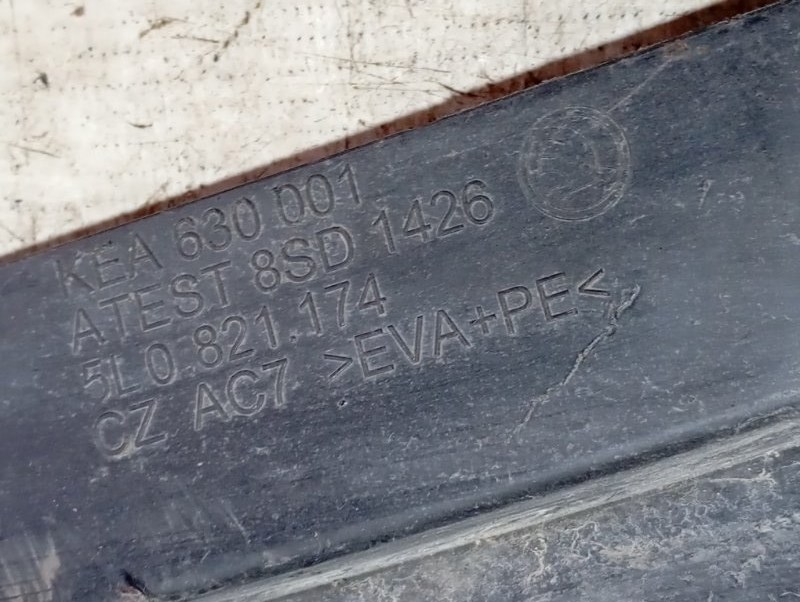 KEA 630 001
ATEST 8SD 1426
5L0.821.174
CZ AC7 >EVA+PE<